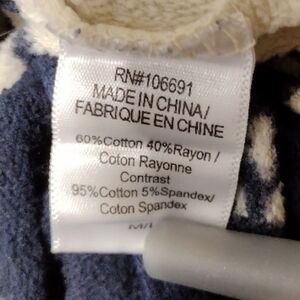 RN#106691
MADE IN CHINA/
FABRIQUE EN CHINE
60%Cotton 40%Rayon /
Coton Rayonne
Contrast
95%Cotton 5%Spandex/
Coton Spandex